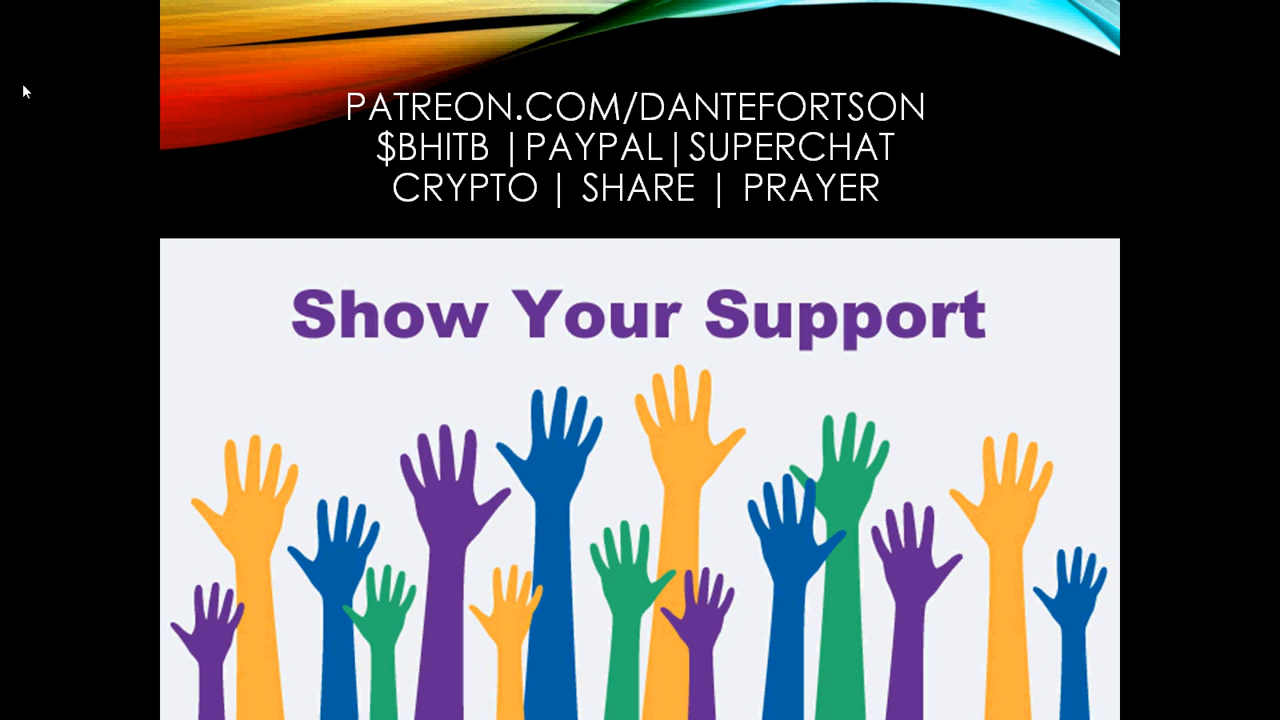 PATREON.COM/DANTEFORTSON
$BHITB |PAYPAL|SUPERCHAT
CRYPTO | SHARE | PRAYER
Show Your Support